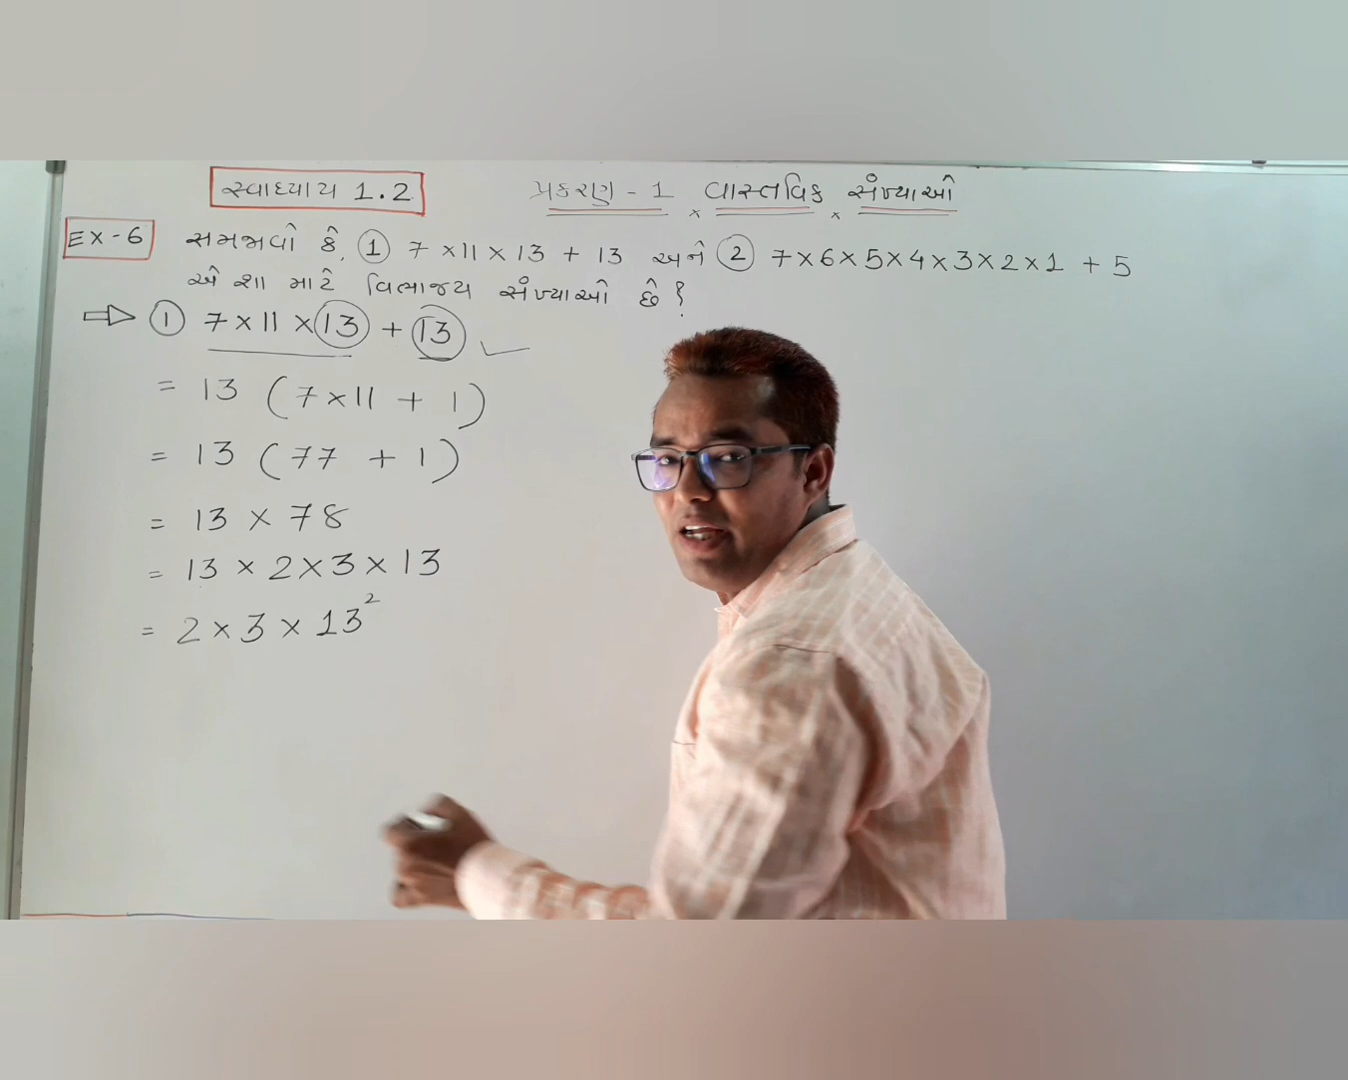 સ્વાધ્યાય 1.2
પ્રકરણ - 1 વાસ્તવિક સંખ્યાઓ
× ×
EX-6 સમજાવો કે, ① 7 × 11 × 13 + 13 અને ② 7 × 6 × 5 × 4 × 3 × 2 × 1 + 5
એ શા માટે વિભાજ્ય સંખ્યાઓ છે ?
⇒ ① 7 × 11 × 13 + 13 ✓
= 13 ( 7 × 11 + 1 )
= 13 ( 77 + 1 )
= 13 × 78
= 13 × 2 × 3 × 13
= 2 × 3 × 13²